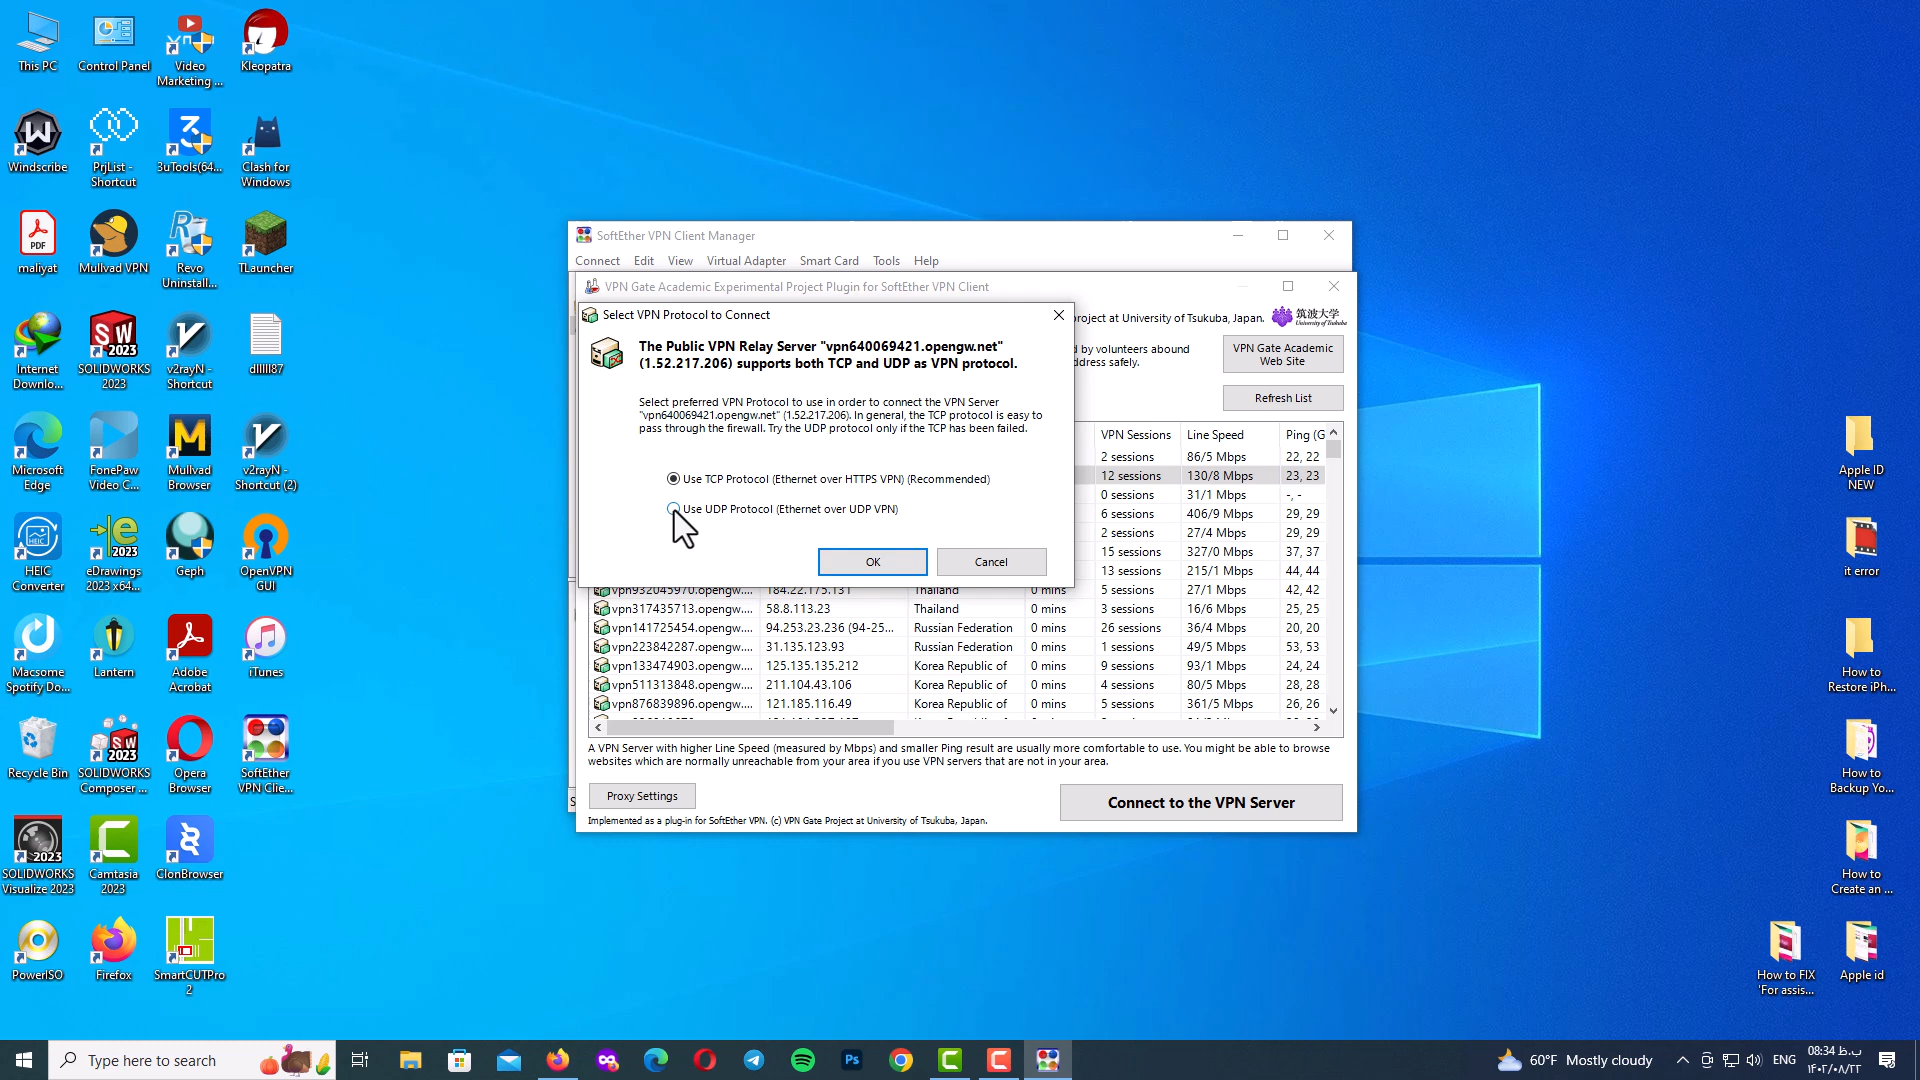 This PC
Control Panel
Video
Marketing ...
Kleopatra
Windscribe
PrjList -
Shortcut
3uTools(64...
Clash for
Windows
PDF
maliyat
Mullvad VPN
Revo
Uninstall...
TLauncher
Internet
Downlo...
SOLIDWORKS
2023
v2rayN -
Shortcut
dlllll87
Microsoft
Edge
FonePaw
Video C...
Mullvad
Browser
v2rayN -
Shortcut (2)
HEIC
Converter
eDrawings
2023 x64...
Geph
OpenVPN
GUI
Macsome
Spotify Do...
Lantern
Adobe
Acrobat
iTunes
Recycle Bin
SOLIDWORKS
Composer ...
Opera
Browser
SoftEther
VPN Clie...
SOLIDWORKS
Visualize 2023
Camtasia
2023
ClonBrowser
PowerISO
Firefox
SmartCUTPro
2
SoftEther VPN Client Manager
Connect Edit View Virtual Adapter Smart Card Tools Help
VPN Gate Academic Experimental Project Plugin for SoftEther VPN Client
Select VPN Protocol to Connect
The Public VPN Relay Server "vpn640069421.opengw.net"
(1.52.217.206) supports both TCP and UDP as VPN protocol.
Select preferred VPN Protocol to use in order to connect the VPN Server
"vpn640069421.opengw.net" (1.52.217.206). In general, the TCP protocol is easy to
pass through the firewall. Try the UDP protocol only if the TCP has been failed.
Use TCP Protocol (Ethernet over HTTPS VPN) (Recommended)
Use UDP Protocol (Ethernet over UDP VPN)
OK Cancel
roject at University of Tsukuba, Japan.
筑波大学
University of Tsukuba
d by volunteers abound
ddress safely.
VPN Gate Academic
Web Site
Refresh List
VPN Sessions Line Speed Ping (G
2 sessions 86/5 Mbps 22, 22
12 sessions 130/8 Mbps 23, 23
0 sessions 31/1 Mbps -, -
6 sessions 406/9 Mbps 29, 29
2 sessions 27/4 Mbps 29, 29
15 sessions 327/0 Mbps 37, 37
13 sessions 215/1 Mbps 44, 44
vpn932045970.opengw.... 184.22.175.131 Thailand 0 mins 5 sessions 27/1 Mbps 42, 42
vpn317435713.opengw.... 58.8.113.23 Thailand 0 mins 3 sessions 16/6 Mbps 25, 25
vpn141725454.opengw.... 94.253.23.236 (94-25... Russian Federation 0 mins 26 sessions 36/4 Mbps 20, 20
vpn223842287.opengw.... 31.135.123.93 Russian Federation 0 mins 1 sessions 49/5 Mbps 53, 53
vpn133474903.opengw.... 125.135.135.212 Korea Republic of 0 mins 9 sessions 93/1 Mbps 24, 24
vpn511313848.opengw.... 211.104.43.106 Korea Republic of 0 mins 4 sessions 80/5 Mbps 28, 28
vpn876839896.opengw.... 121.185.116.49 Korea Republic of 0 mins 5 sessions 361/5 Mbps 26, 26
A VPN Server with higher Line Speed (measured by Mbps) and smaller Ping result are usually more comfortable to use. You might be able to browse
websites which are normally unreachable from your area if you use VPN servers that are not in your area.
Proxy Settings
Connect to the VPN Server
Implemented as a plug-in for SoftEther VPN. (c) VPN Gate Project at University of Tsukuba, Japan.
Apple ID
NEW
it error
How to
Restore iPh...
How to
Backup Yo...
How to
Create an ...
How to FIX
'For assis...
Apple id
Type here to search
60°F Mostly cloudy
ENG
08:34 ب.ظ
۱۴۰۲/۰۸/۲۲